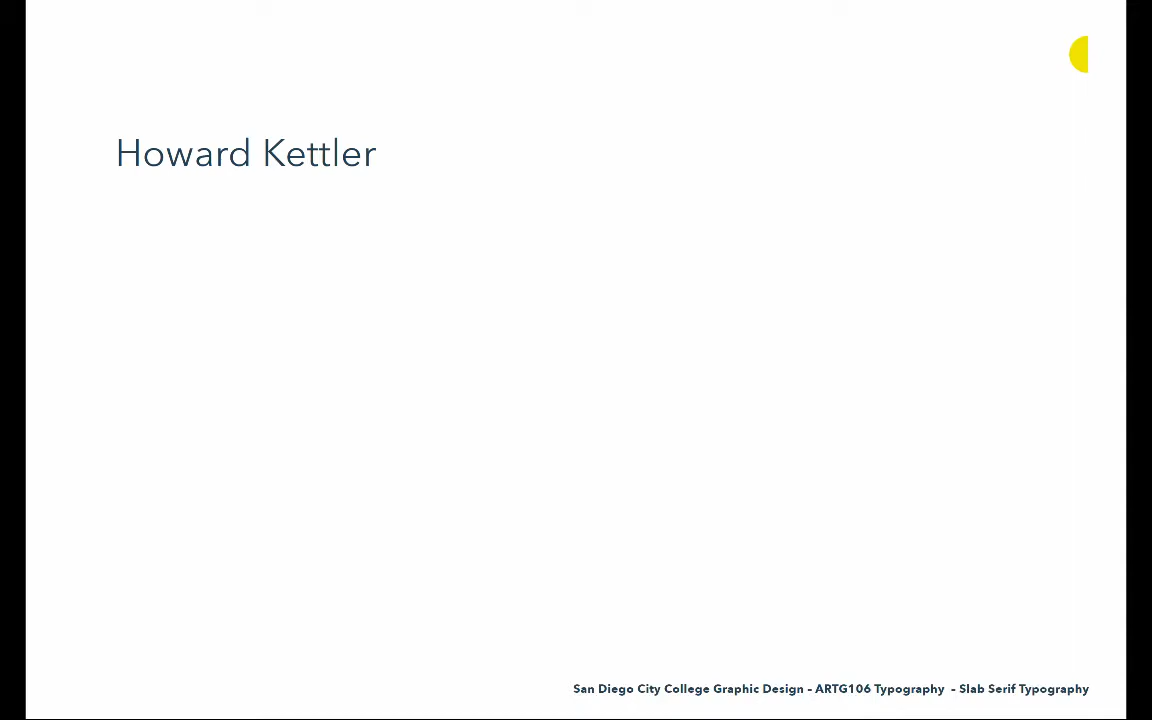 Howard Kettler
San Diego City College Graphic Design – ARTG106 Typography – Slab Serif Typography